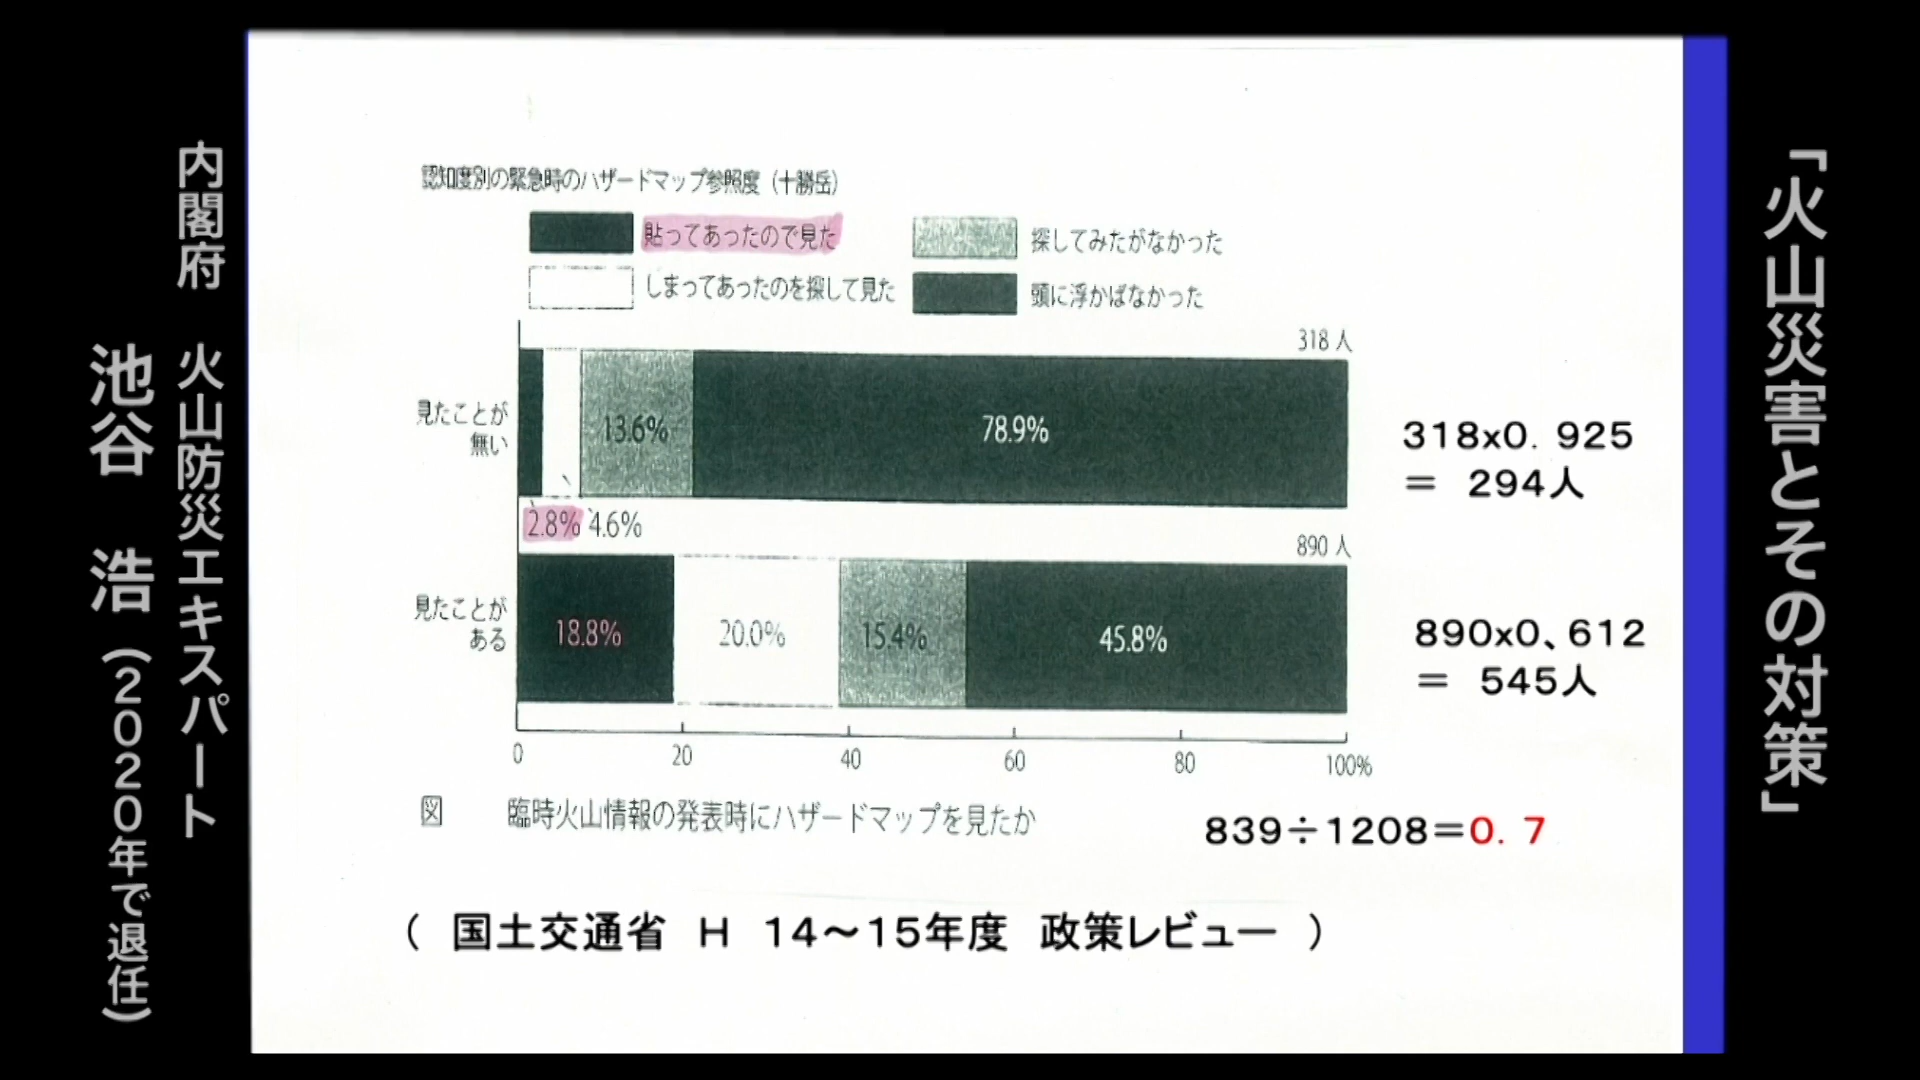 「火山災害とその対策」
内閣府 火山防災エキスパート
池谷 浩（2020年で退任）
認知度別の緊急時のハザードマップ参照度（十勝岳）
貼ってあったので見た
探してみたがなかった
しまってあったのを探して見た
頭に浮かばなかった
318人
見たことが
無い
13.6%
78.9%
318x0. 925
= 294人
2.8%
4.6%
890人
見たことが
ある
18.8%
20.0%
15.4%
45.8%
890x0、612
= 545人
0 20 40 60 80 100%
図 臨時火山情報の発表時にハザードマップを見たか
839÷1208=0. 7
（ 国土交通省 H 14～15年度 政策レビュー ）